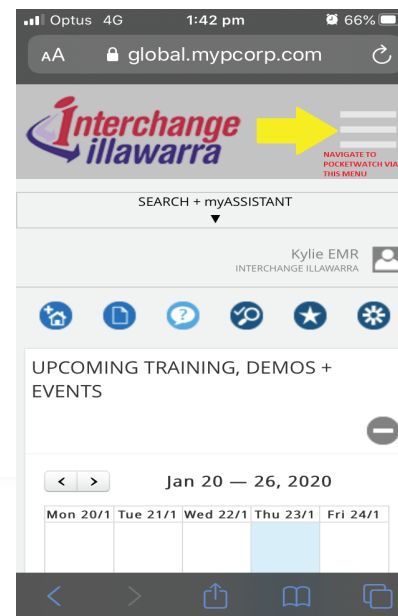 Optus 4G 1:42 pm 66%
AA global.mypcorp.com
Interchange
illawarra
NAVIGATE TO
POCKETWATCH VIA
THIS MENU
SEARCH + myASSISTANT
▼
Kylie EMR
INTERCHANGE ILLAWARRA
?
UPCOMING TRAINING, DEMOS +
EVENTS
< > Jan 20 — 26, 2020
Mon 20/1 Tue 21/1 Wed 22/1 Thu 23/1 Fri 24/1